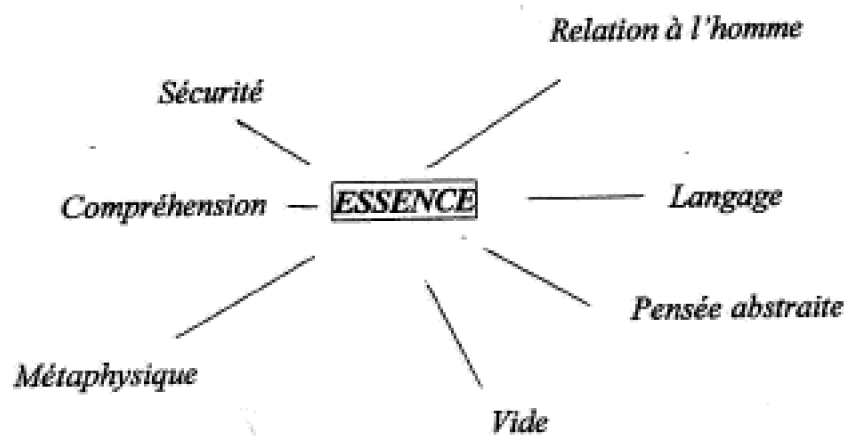 Relation à l'homme
Sécurité
Compréhension
ESSENCE
Langage
Pensée abstraite
Métaphysique
Vide